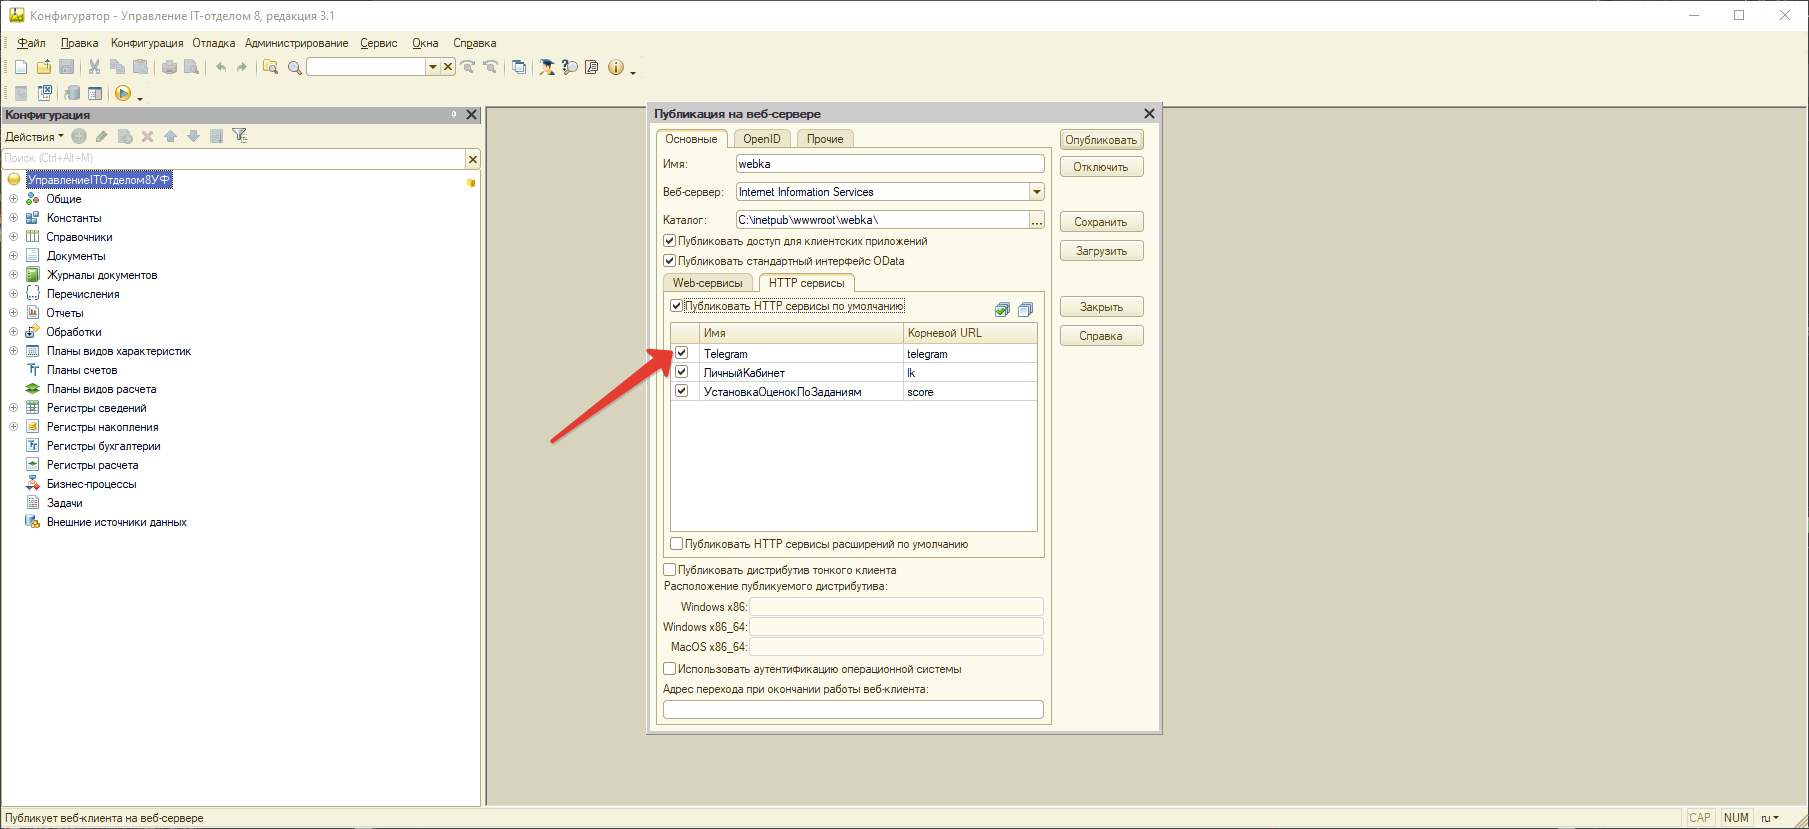 Конфигуратор - Управление IT-отделом 8, редакция 3.1
Файл Правка Конфигурация Отладка Администрирование Сервис Окна Справка
Конфигурация
Действия
Поиск (Ctrl+Alt+M)
УправлениеITОтделом8УФ
Общие
Константы
Справочники
Документы
Журналы документов
Перечисления
Отчеты
Обработки
Планы видов характеристик
Планы счетов
Планы видов расчета
Регистры сведений
Регистры накопления
Регистры бухгалтерии
Регистры расчета
Бизнес-процессы
Задачи
Внешние источники данных
Публикация на веб-сервере
Основные OpenID Прочие
Имя: webka
Веб-сервер: Internet Information Services
Каталог: C:\inetpub\wwwroot\webka\ ...
Публиковать доступ для клиентских приложений
Публиковать стандартный интерфейс OData
Web-сервисы HTTP сервисы
Публиковать HTTP сервисы по умолчанию
Имя Корневой URL
Telegram telegram
ЛичныйКабинет lk
УстановкаОценокПоЗаданиям score
Публиковать HTTP сервисы расширений по умолчанию
Публиковать дистрибутив тонкого клиента
Расположение публикуемого дистрибутива:
Windows x86:
Windows x86_64:
MacOS x86_64:
Использовать аутентификацию операционной системы
Адрес перехода при окончании работы веб-клиента:
Опубликовать
Отключить
Сохранить
Загрузить
Закрыть
Справка
Публикует веб-клиента на веб-сервере
CAP NUM ru